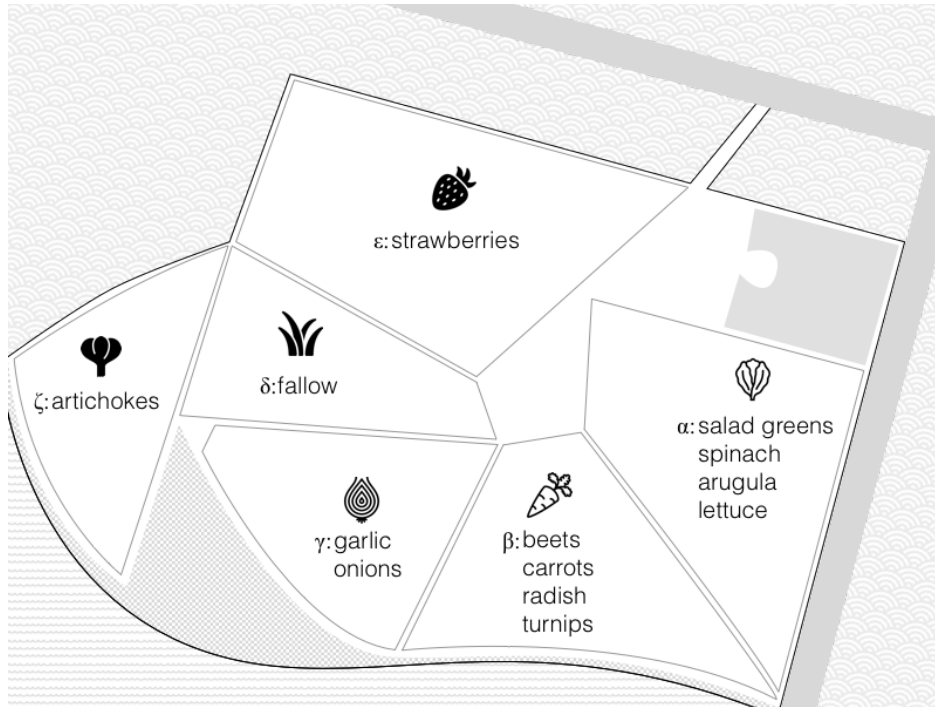 ε: strawberries
δ: fallow
ζ: artichokes
α: salad greens
spinach
arugula
lettuce
γ: garlic
onions
β: beets
carrots
radish
turnips